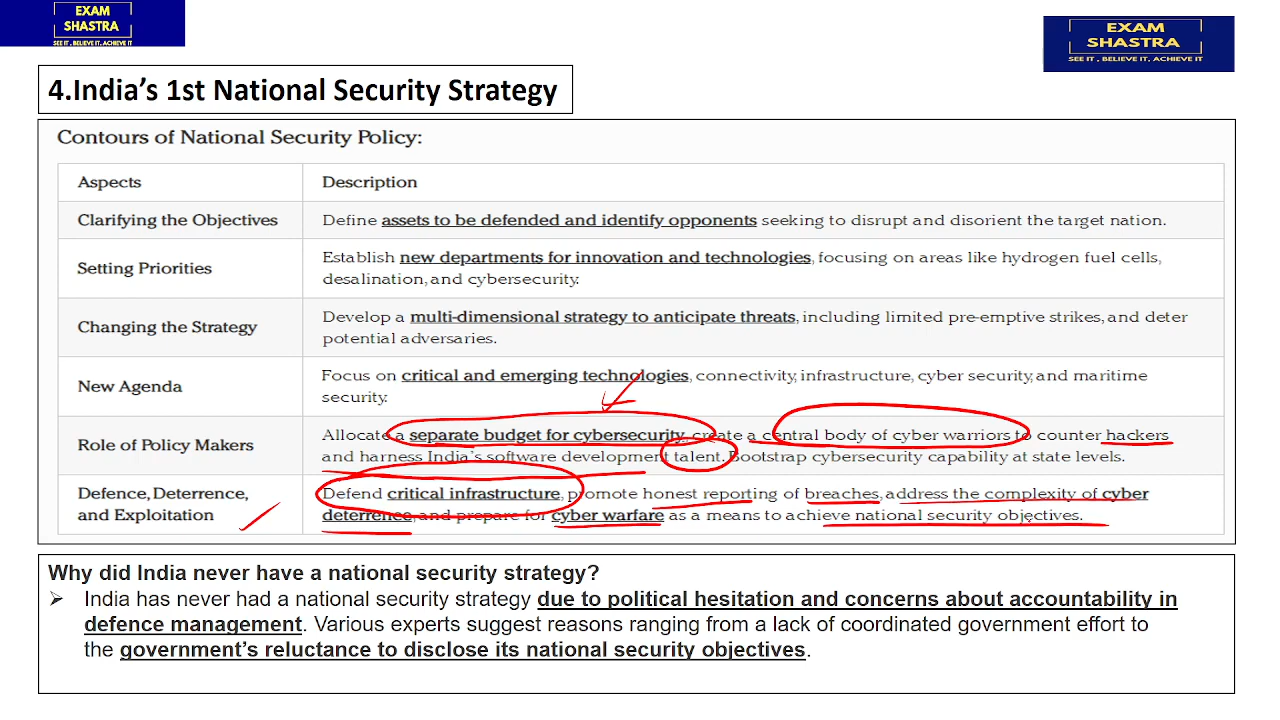 EXAM
SHASTRA
SEE IT , BELIEVE IT, ACHIEVE IT
EXAM
SHASTRA
SEE IT , BELIEVE IT, ACHIEVE IT
4.India’s 1st National Security Strategy
Contours of National Security Policy:
Aspects
Description
Clarifying the Objectives
Define assets to be defended and identify opponents seeking to disrupt and disorient the target nation.
Setting Priorities
Establish new departments for innovation and technologies, focusing on areas like hydrogen fuel cells,
desalination, and cybersecurity.
Changing the Strategy
Develop a multi-dimensional strategy to anticipate threats, including limited pre-emptive strikes, and deter
potential adversaries.
New Agenda
Focus on critical and emerging technologies, connectivity, infrastructure, cyber security, and maritime
security.
Role of Policy Makers
Allocate a separate budget for cybersecurity, create a central body of cyber warriors to counter hackers
and harness India's software development talent. Bootstrap cybersecurity capability at state levels.
Defence, Deterrence,
and Exploitation
Defend critical infrastructure, promote honest reporting of breaches, address the complexity of cyber
deterrence, and prepare for cyber warfare as a means to achieve national security objectives.
Why did India never have a national security strategy?
➢ India has never had a national security strategy due to political hesitation and concerns about accountability in
defence management. Various experts suggest reasons ranging from a lack of coordinated government effort to
the government’s reluctance to disclose its national security objectives.